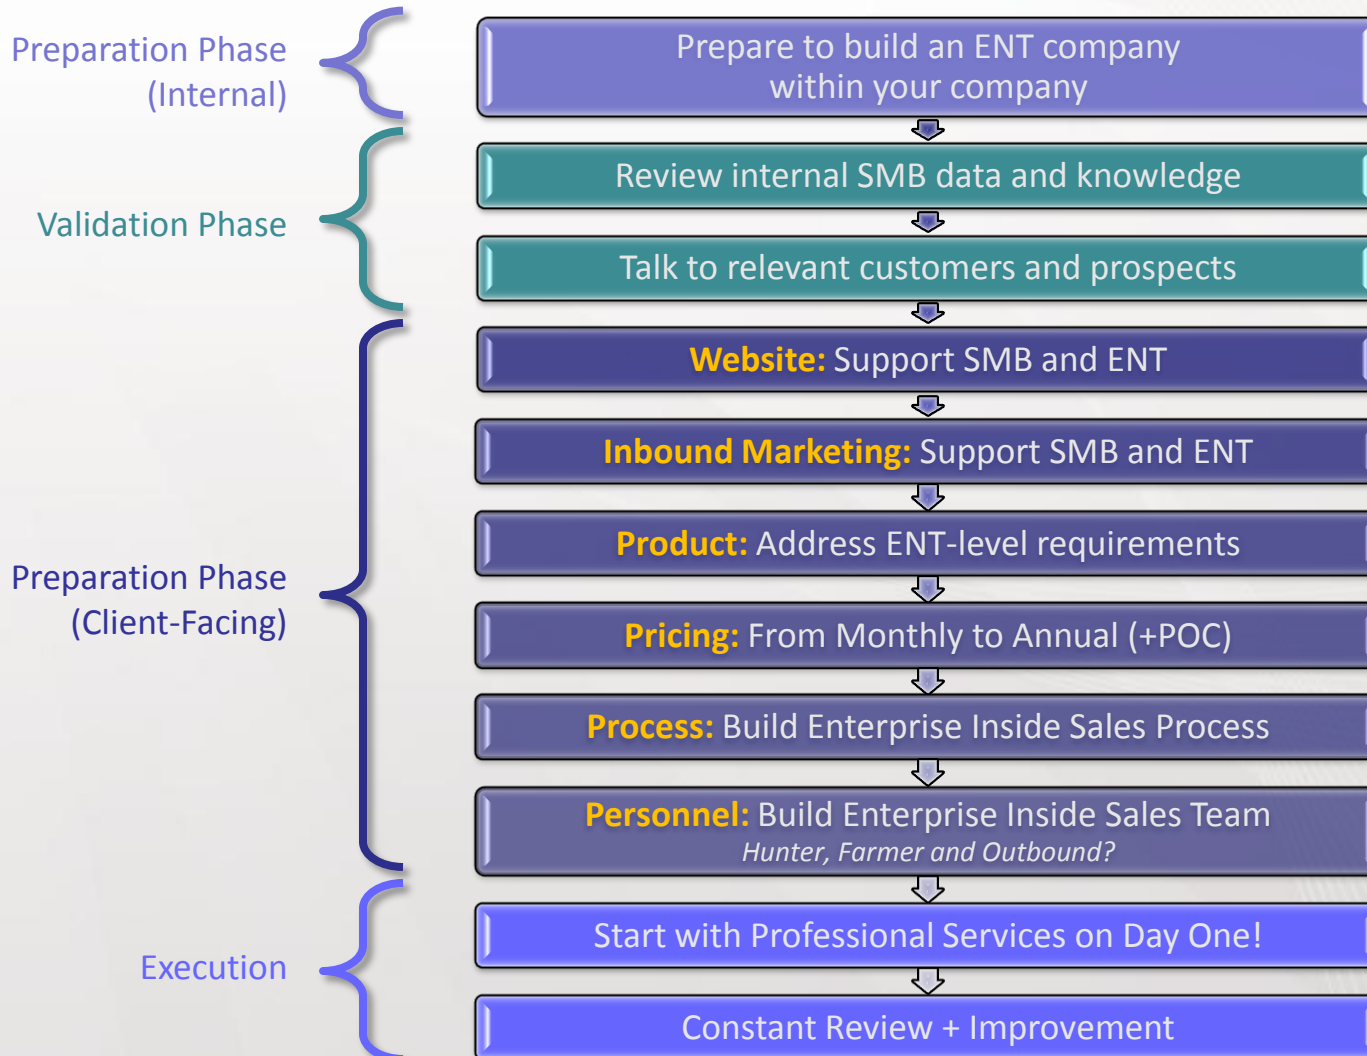 Preparation Phase
(Internal)
Prepare to build an ENT company
within your company
Validation Phase
Review internal SMB data and knowledge
Talk to relevant customers and prospects
Preparation Phase
(Client-Facing)
Website: Support SMB and ENT
Inbound Marketing: Support SMB and ENT
Product: Address ENT-level requirements
Pricing: From Monthly to Annual (+POC)
Process: Build Enterprise Inside Sales Process
Personnel: Build Enterprise Inside Sales Team
Hunter, Farmer and Outbound?
Execution
Start with Professional Services on Day One!
Constant Review + Improvement